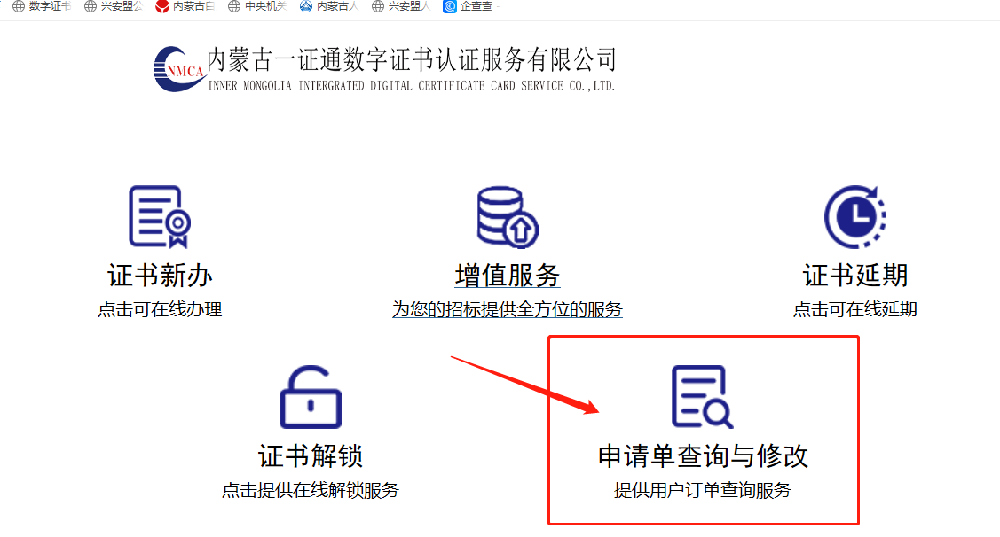 数字证书
兴安盟公
内蒙古自
中央机关
内蒙古人
兴安盟人
企查查
NMCA
内蒙古一证通数字证书认证服务有限公司
INNER MONGOLIA INTERGRATED DIGITAL CERTIFICATE CARD SERVICE CO.,LTD.
证书新办
点击可在线办理
增值服务
为您的招标提供全方位的服务
证书延期
点击可在线延期
证书解锁
点击提供在线解锁服务
申请单查询与修改
提供用户订单查询服务